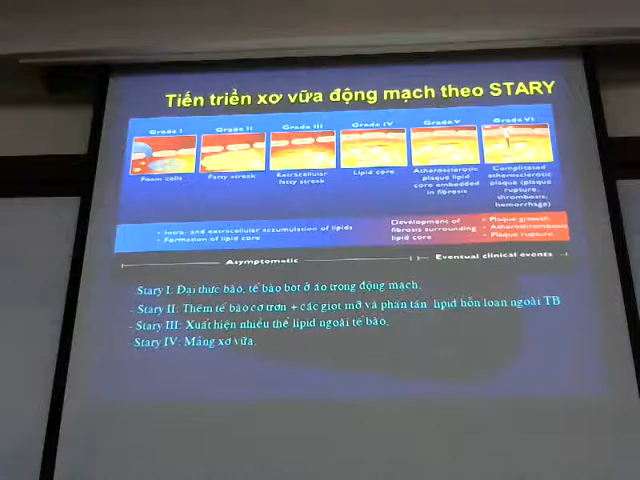 Tiến triển xơ vữa động mạch theo STARY
Grade I Grade II Grade III Grade IV Grade V Grade VI
Foam cells
Fatty streak
Extracellular
fatty streak
Lipid core
Atherosclerotic
plaque lipid
core embedded
in fibrosis
Complicated
atherosclerotic
plaque (plaque
rupture,
thrombosis,
hemorrhage)
• Intra- and extracellular accumulation of lipids
• Formation of lipid core
Development of
fibrosis surrounding
lipid core
• Plaque growth
• Atherothrombosis
• Plaque rupture
Asymptomatic
Eventual clinical events
Stary I: Đại thực bào, tế bào bọt ở áo trong động mạch.
- Stary II: Thêm tế bào cơ trơn + các giọt mỡ và phân tán lipid hỗn loạn ngoài TB
- Stary III: Xuất hiện nhiều thể lipid ngoài tế bào.
Stary IV: Mảng xơ vữa.